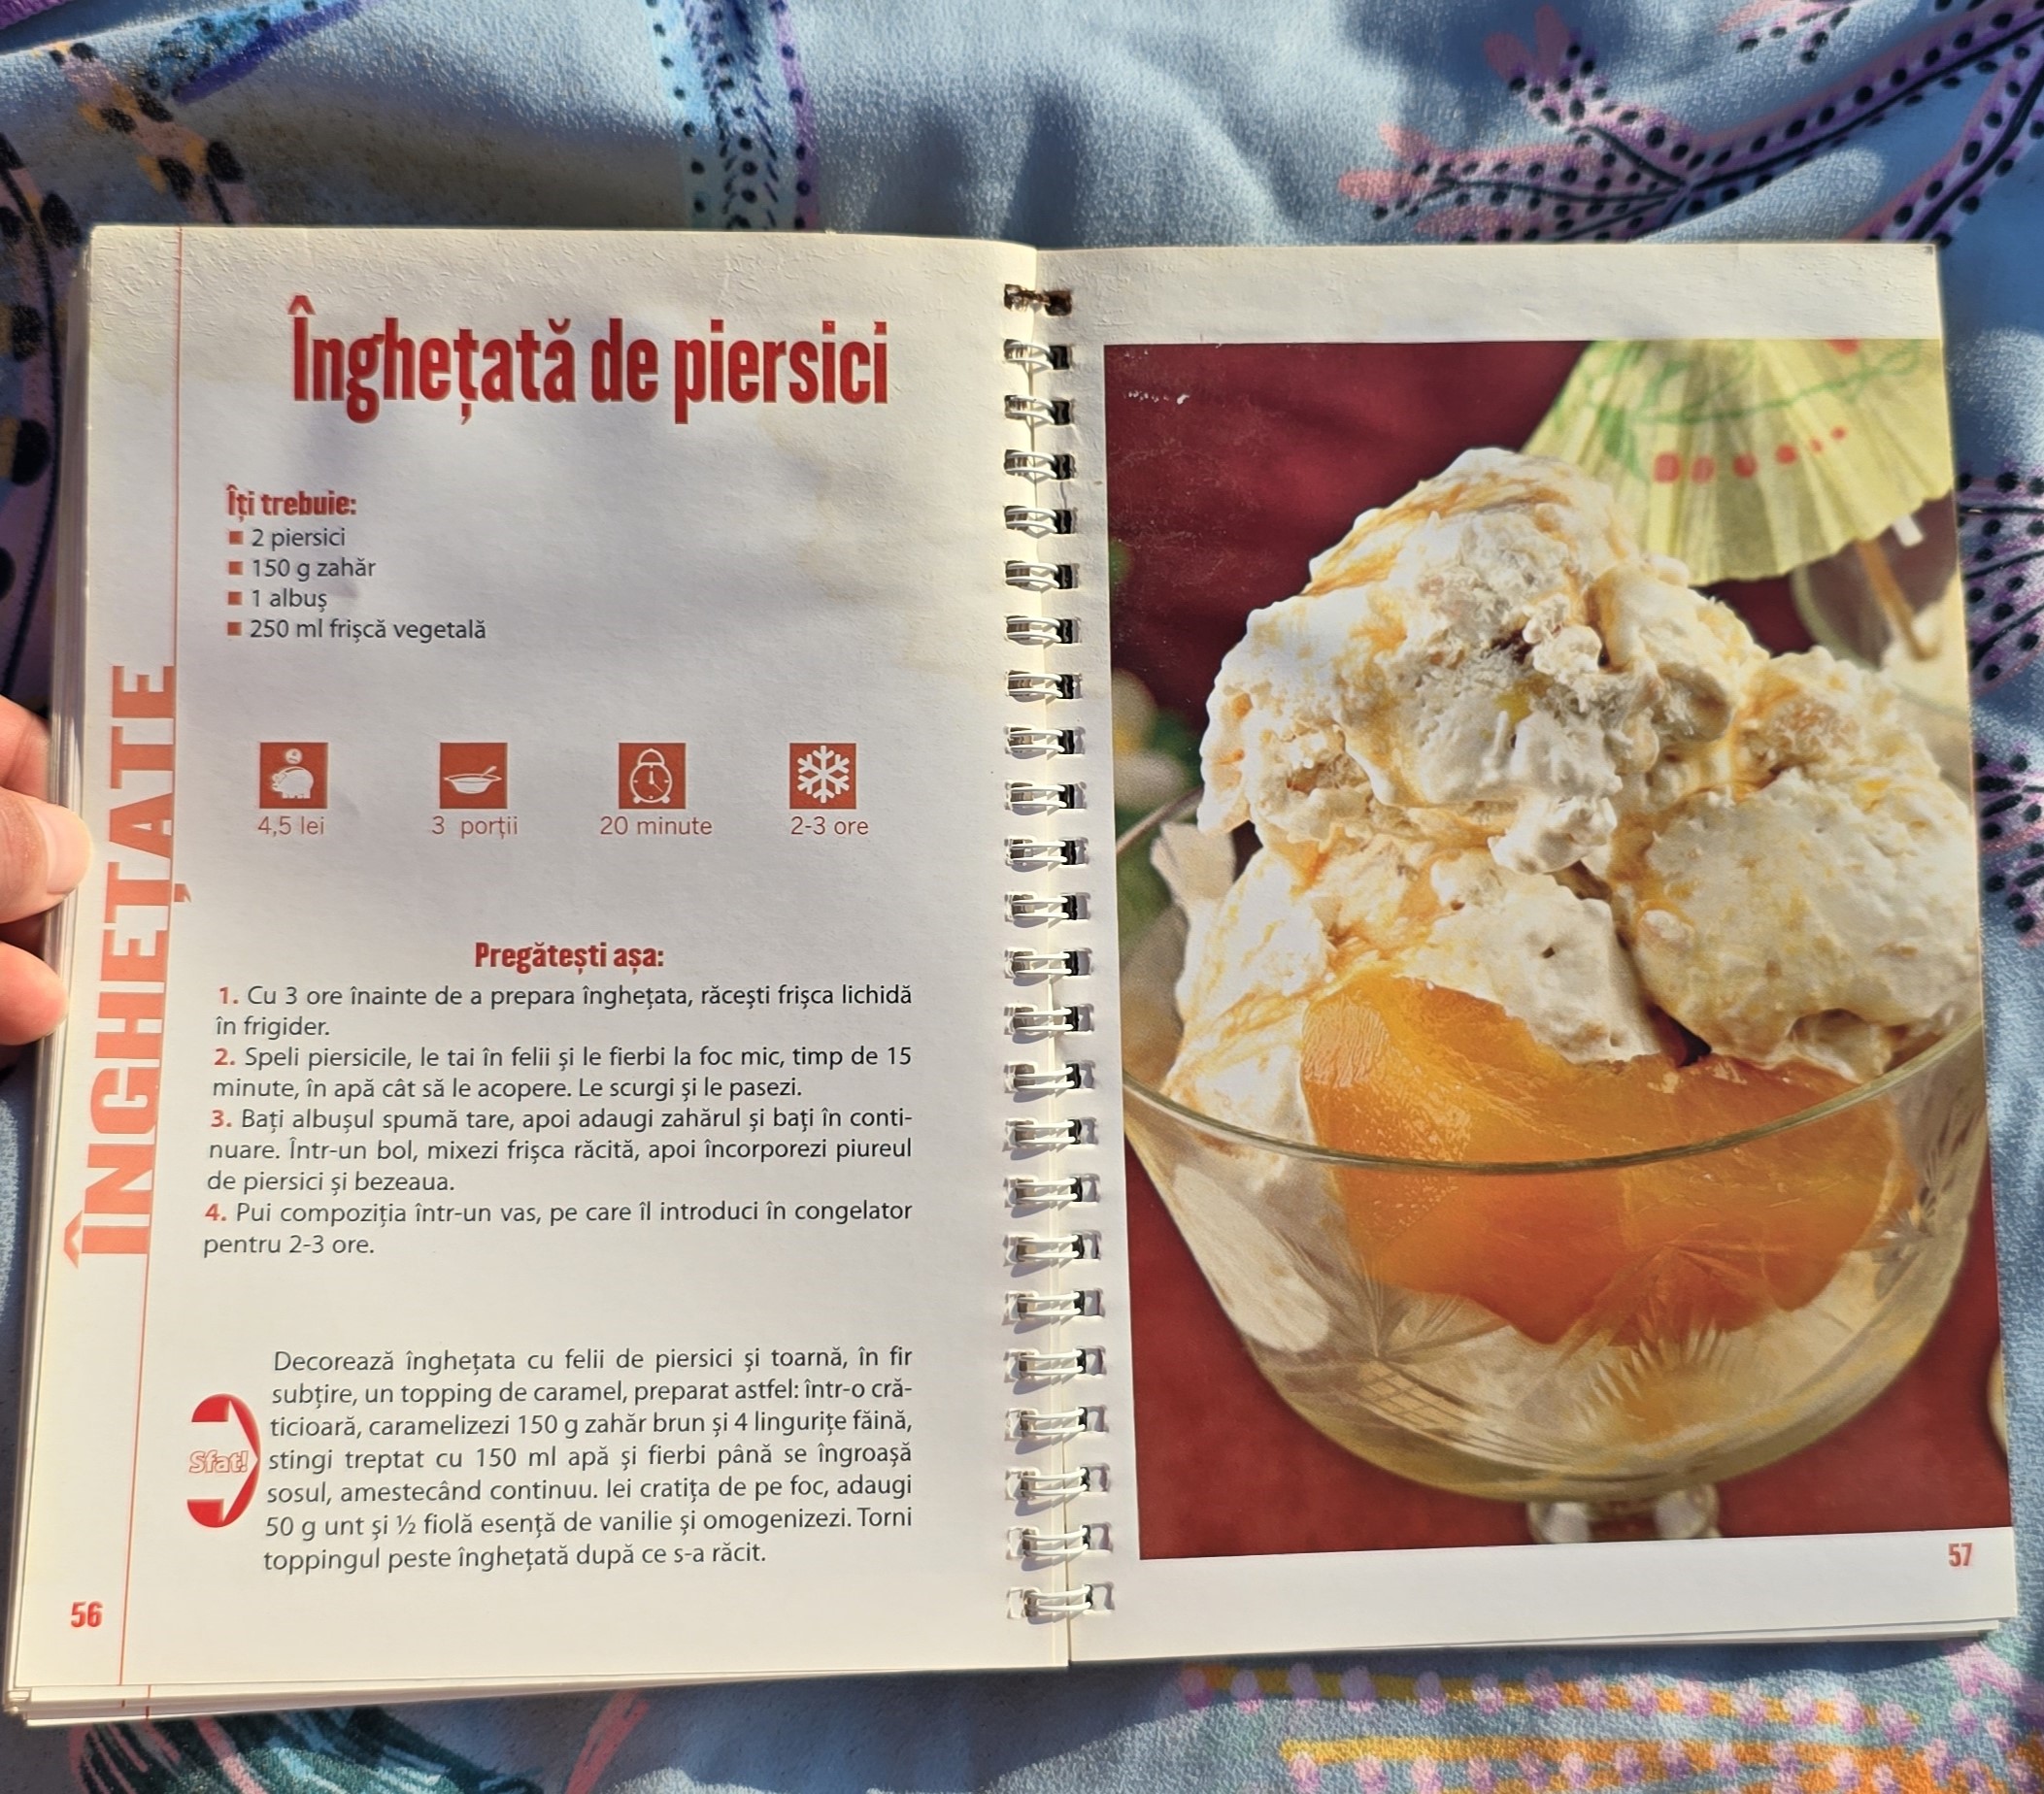 Înghețată de piersici
Îți trebuie:
2 piersici
150 g zahăr
1 albuș
250 ml frișcă vegetală
4,5 lei
3 porții
20 minute
2-3 ore
ÎNGHEȚATE
Pregătești așa:
1. Cu 3 ore înainte de a prepara înghețata, răcești frișca lichidă
în frigider.
2. Speli piersicile, le tai în felii și le fierbi la foc mic, timp de 15
minute, în apă cât să le acopere. Le scurgi și le pasezi.
3. Bați albușul spumă tare, apoi adaugi zahărul și bați în conti-
nuare. Într-un bol, mixezi frișca răcită, apoi încorporezi piureul
de piersici și bezeaua.
4. Pui compoziția într-un vas, pe care îl introduci în congelator
pentru 2-3 ore.
Sfat!
Decorează înghețata cu felii de piersici și toarnă, în fir
subțire, un topping de caramel, preparat astfel: într-o cră-
ticioară, caramelizezi 150 g zahăr brun și 4 lingurițe făină,
stingi treptat cu 150 ml apă și fierbi până se îngroașă
sosul, amestecând continuu. Iei cratița de pe foc, adaugi
50 g unt și ½ fiolă esență de vanilie și omogenizezi. Torni
toppingul peste înghețată după ce s-a răcit.
56
57